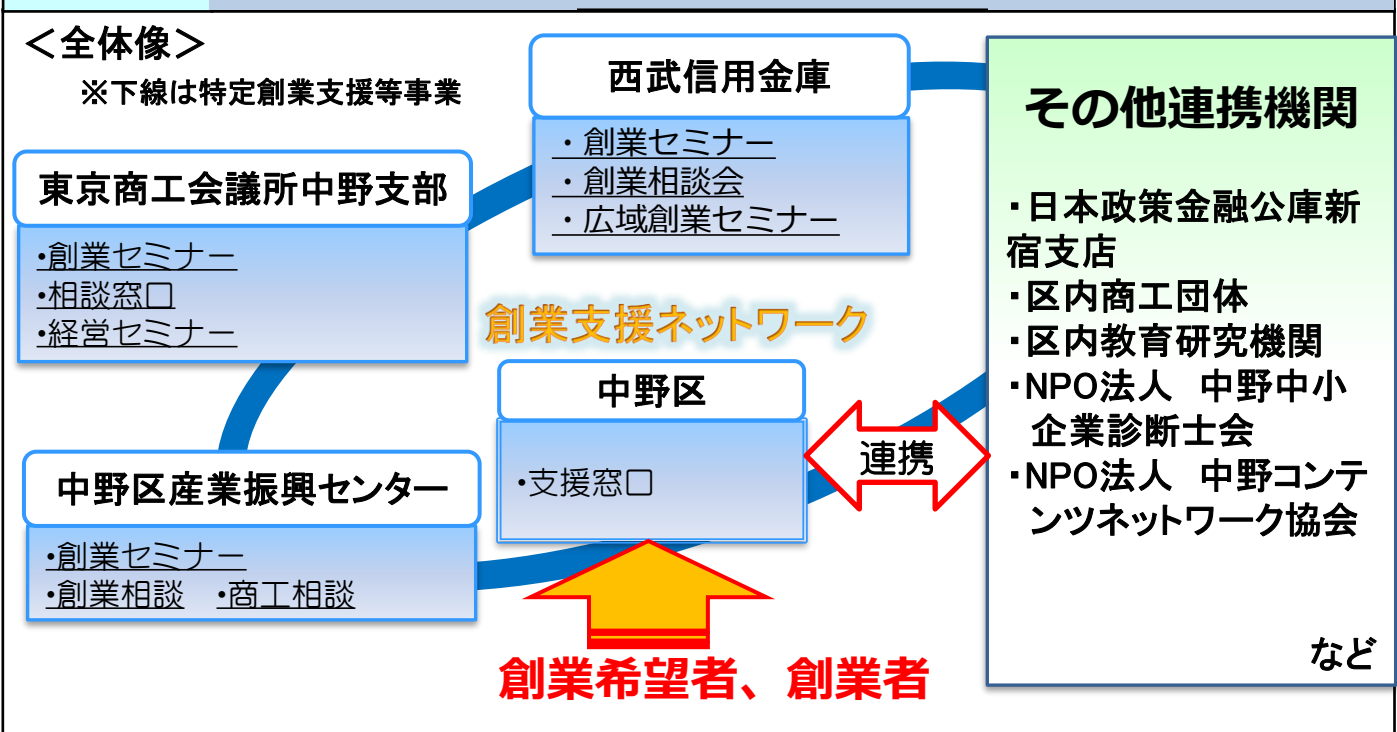 ＜全体像＞
※下線は特定創業支援等事業
西武信用金庫
・創業セミナー
・創業相談会
・広域創業セミナー
東京商工会議所中野支部
・創業セミナー
・相談窓口
・経営セミナー
創業支援ネットワーク
中野区
・支援窓口
連携
中野区産業振興センター
・創業セミナー
・創業相談　・商工相談
創業希望者、創業者
その他連携機関
・日本政策金融公庫新
宿支店
・区内商工団体
・区内教育研究機関
・NPO法人　中野中小
企業診断士会
・NPO法人　中野コンテ
ンツネットワーク協会
など